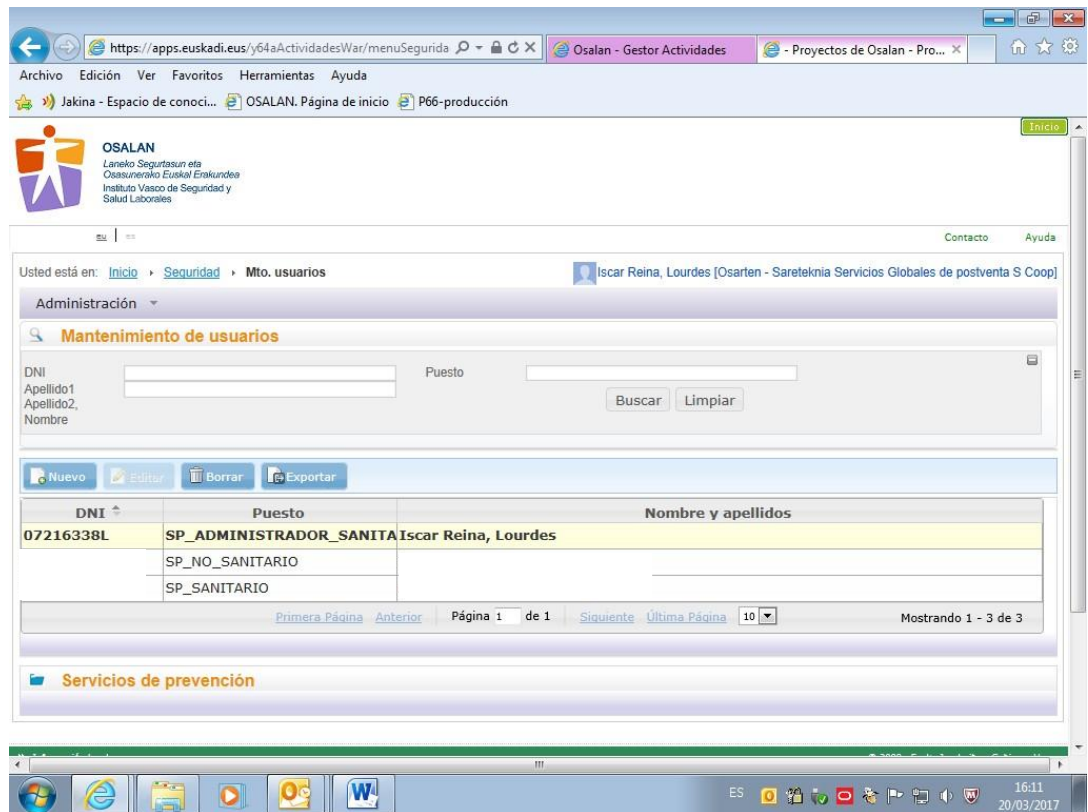 https://apps.euskadi.eus/y64aActividadesWar/menuSegurida
Osalan - Gestor Actividades
- Proyectos de Osalan - Pro...
Archivo Edición Ver Favoritos Herramientas Ayuda
Jakina - Espacio de conoci... OSALAN. Página de inicio P66-producción
Inicio
OSALAN
Laneko Segurtasun eta
Osasunerako Euskal Erakundea
Instituto Vasco de Seguridad y
Salud Laborales
eu | es
Contacto Ayuda
Usted está en: Inicio Seguridad Mto. usuarios
Iscar Reina, Lourdes [Osarten - Sareteknia Servicios Globales de postventa S Coop]
Administración
Mantenimiento de usuarios
DNI Puesto
Apellido1
Apellido2,
Nombre
Buscar Limpiar
Nuevo Editar Borrar Exportar
DNI Puesto Nombre y apellidos
07216338L SP_ADMINISTRADOR_SANITA Iscar Reina, Lourdes
SP_NO_SANITARIO
SP_SANITARIO
Primera Página Anterior Página 1 de 1 Siguiente Última Página 10 Mostrando 1 - 3 de 3
Servicios de prevención
ES
16:11
20/03/2017